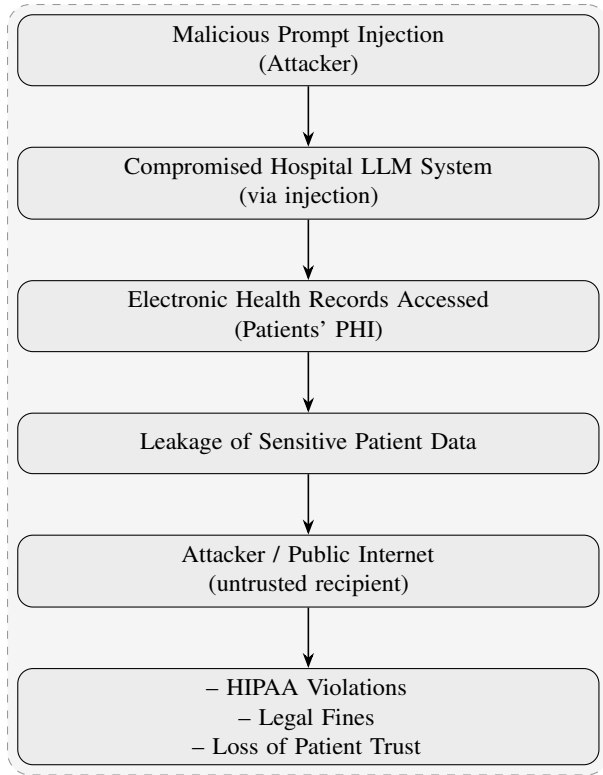 Malicious Prompt Injection
(Attacker)
Compromised Hospital LLM System
(via injection)
Electronic Health Records Accessed
(Patients’ PHI)
Leakage of Sensitive Patient Data
Attacker / Public Internet
(untrusted recipient)
– HIPAA Violations
– Legal Fines
– Loss of Patient Trust